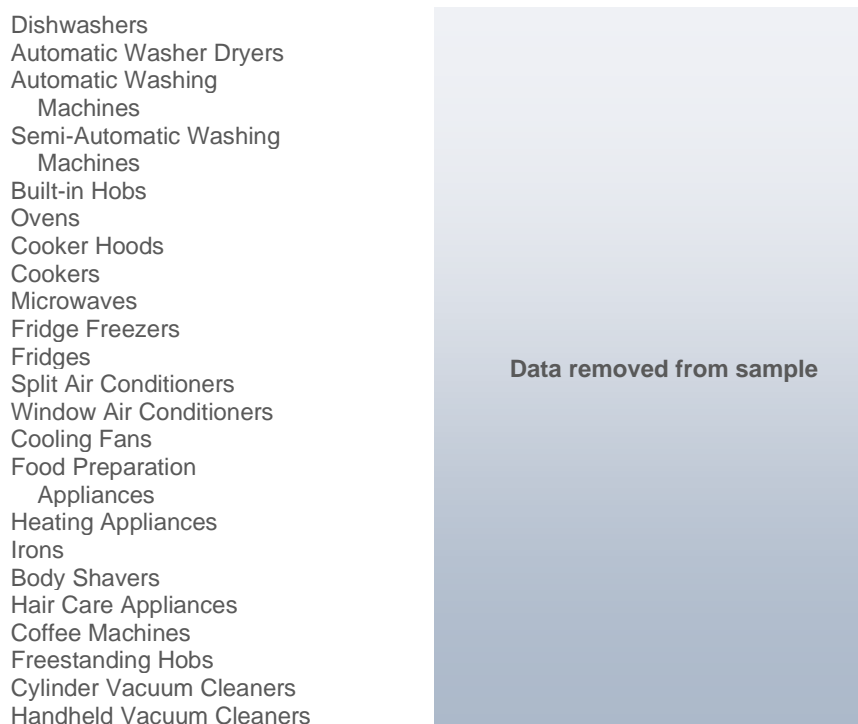 Dishwashers
Automatic Washer Dryers
Automatic Washing
Machines
Semi-Automatic Washing
Machines
Built-in Hobs
Ovens
Cooker Hoods
Cookers
Microwaves
Fridge Freezers
Fridges
Split Air Conditioners
Window Air Conditioners
Cooling Fans
Food Preparation
Appliances
Heating Appliances
Irons
Body Shavers
Hair Care Appliances
Coffee Machines
Freestanding Hobs
Cylinder Vacuum Cleaners
Handheld Vacuum Cleaners
Data removed from sample